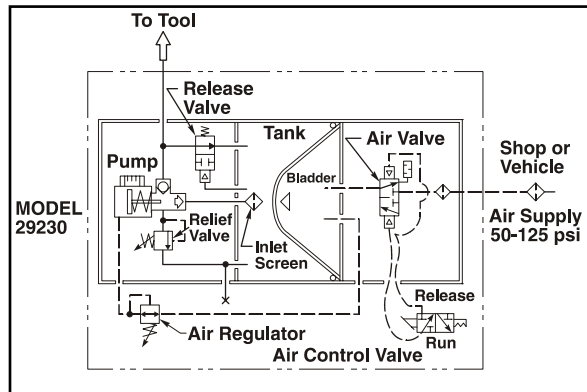 To Tool
Release
Valve
Tank
Air Valve
Shop or
Vehicle
Pump
Bladder
MODEL
29230
Relief
Valve
Inlet
Screen
Air Supply
50-125 psi
Release
Air Regulator
Run
Air Control Valve